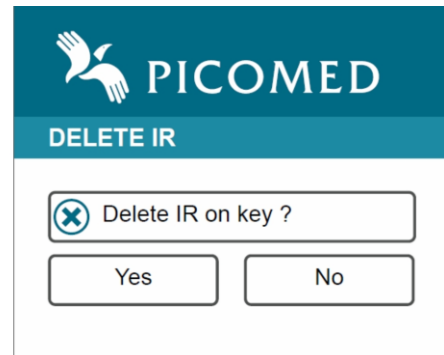 PICOMED
DELETE IR
Delete IR on key ?
Yes
No